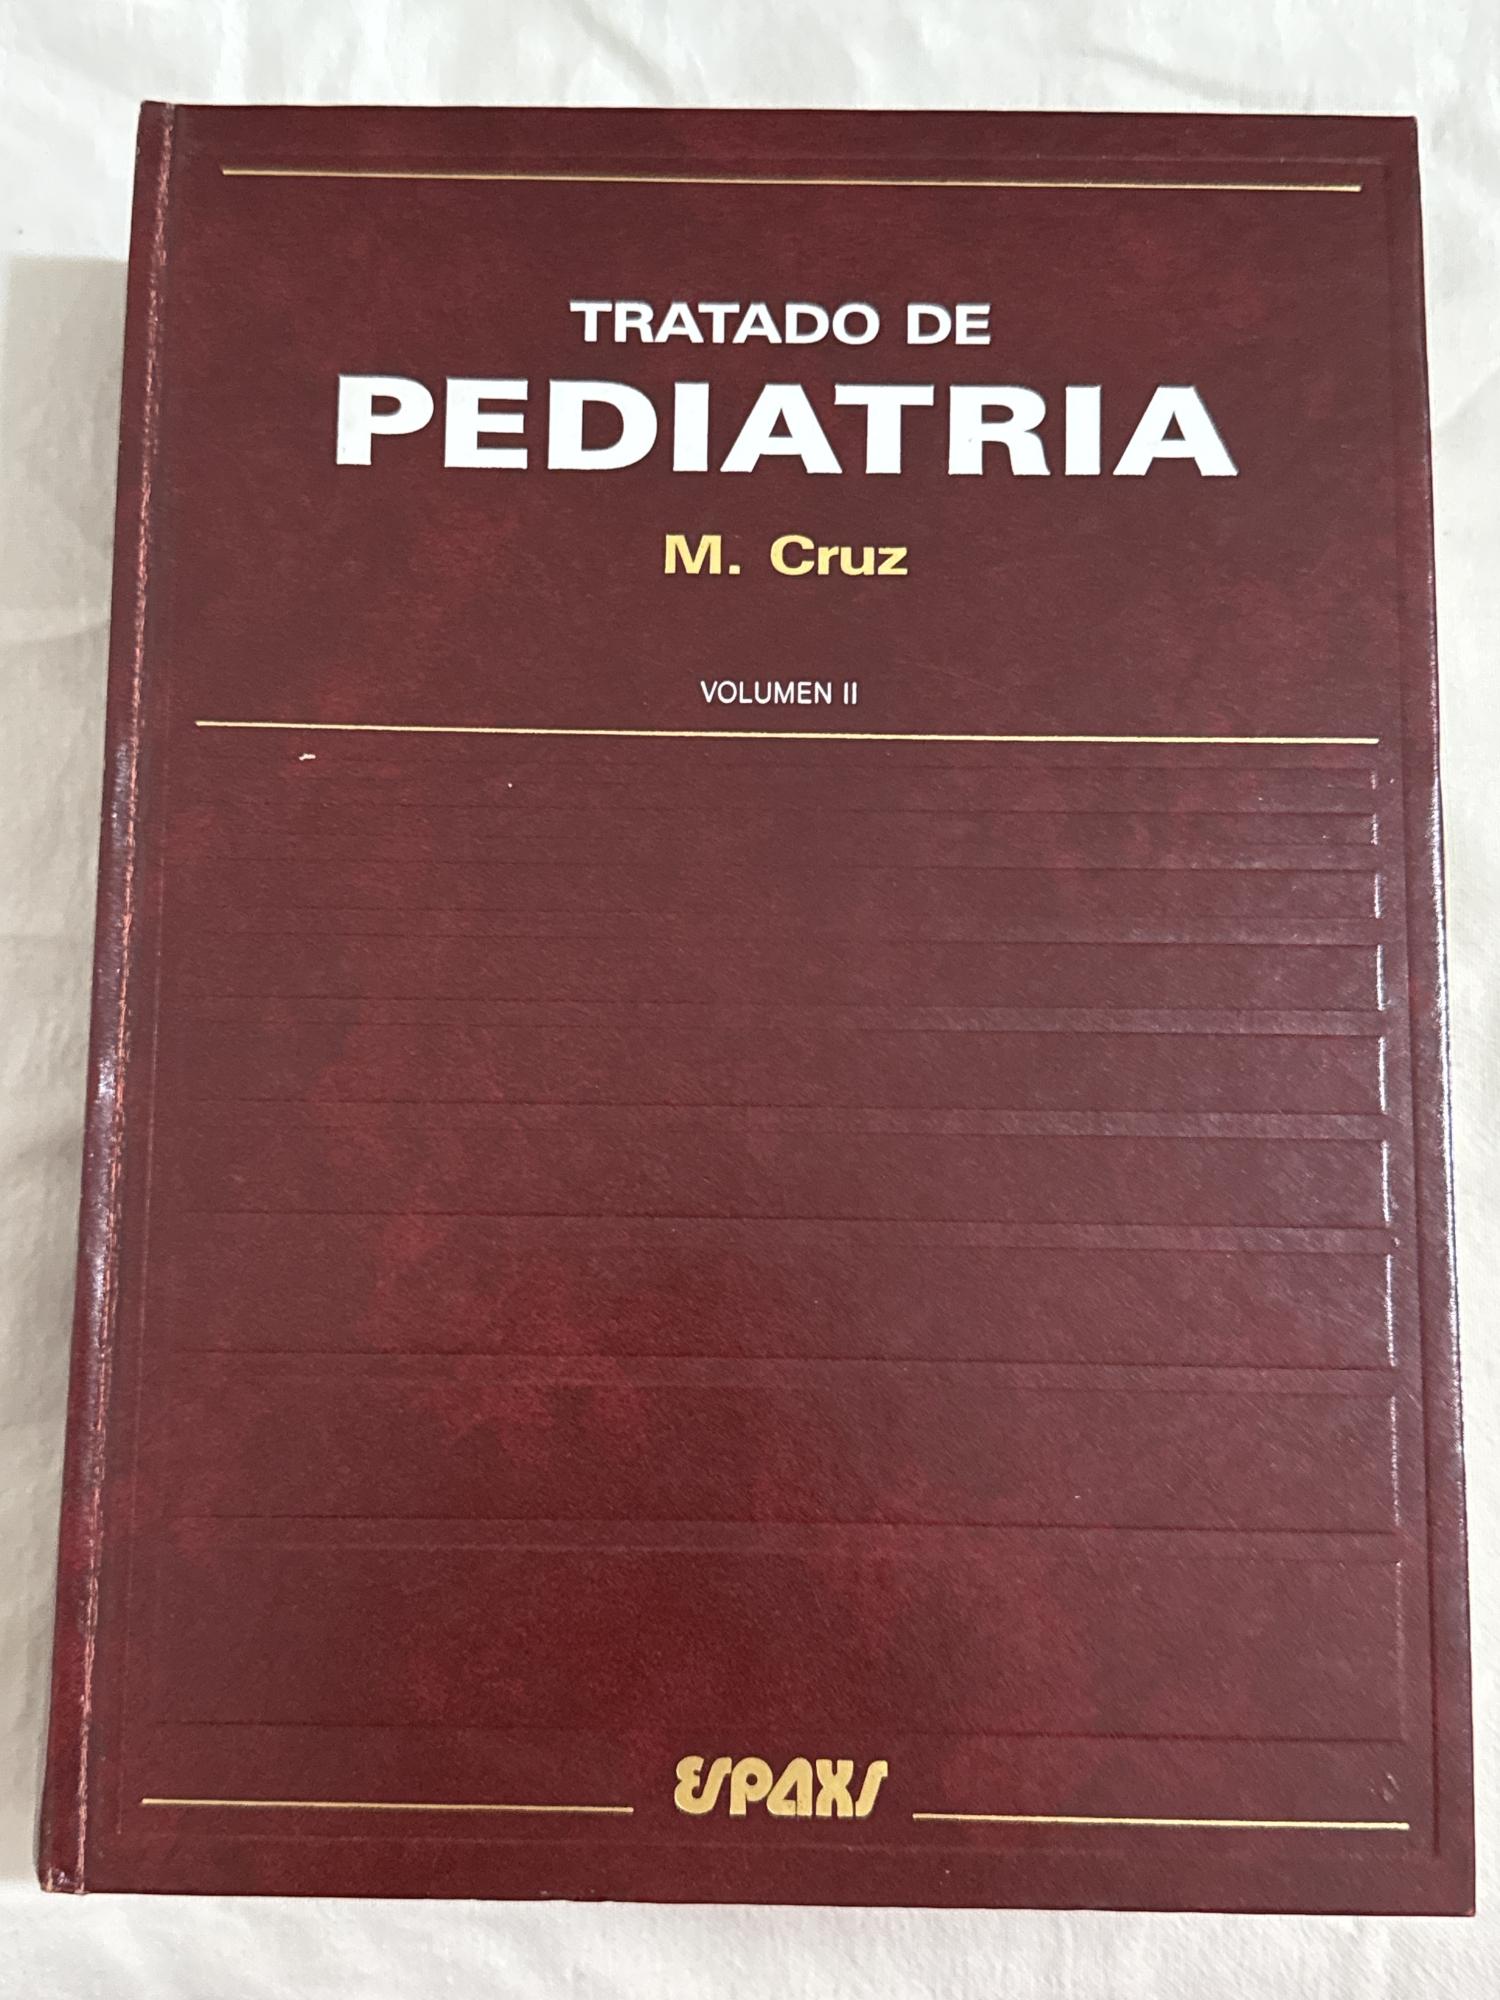 TRATADO DE
PEDIATRIA
M. Cruz
VOLUMEN II
ESPAXS